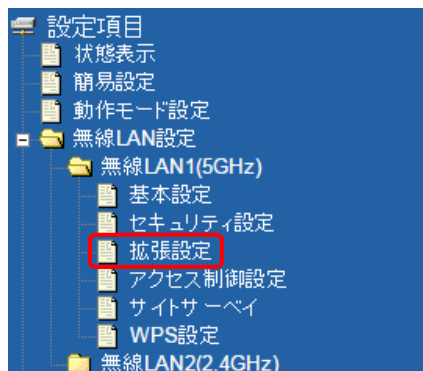 設定項目
状態表示
簡易設定
動作モード設定
無線LAN設定
無線LAN1(5GHz)
基本設定
セキュリティ設定
拡張設定
アクセス制御設定
サイトサーベイ
WPS設定
無線LAN2(2.4GHz)